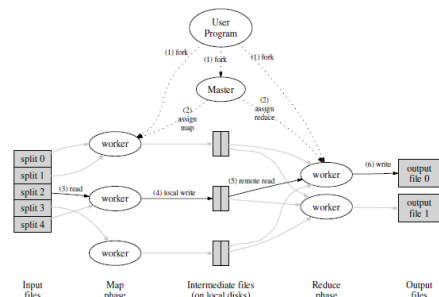 User
Program
(1) fork
(1) fork
(1) fork
Master
(2)
assign
map
(2)
assign
reduce
worker
split 0
split 1
split 2
split 3
split 4
(3) read
worker
(4) local write
(5) remote read
worker
(6) write
output
file 0
worker
output
file 1
worker
Input
files
Map
phase
Intermediate files
(on local disks)
Reduce
phase
Output
files